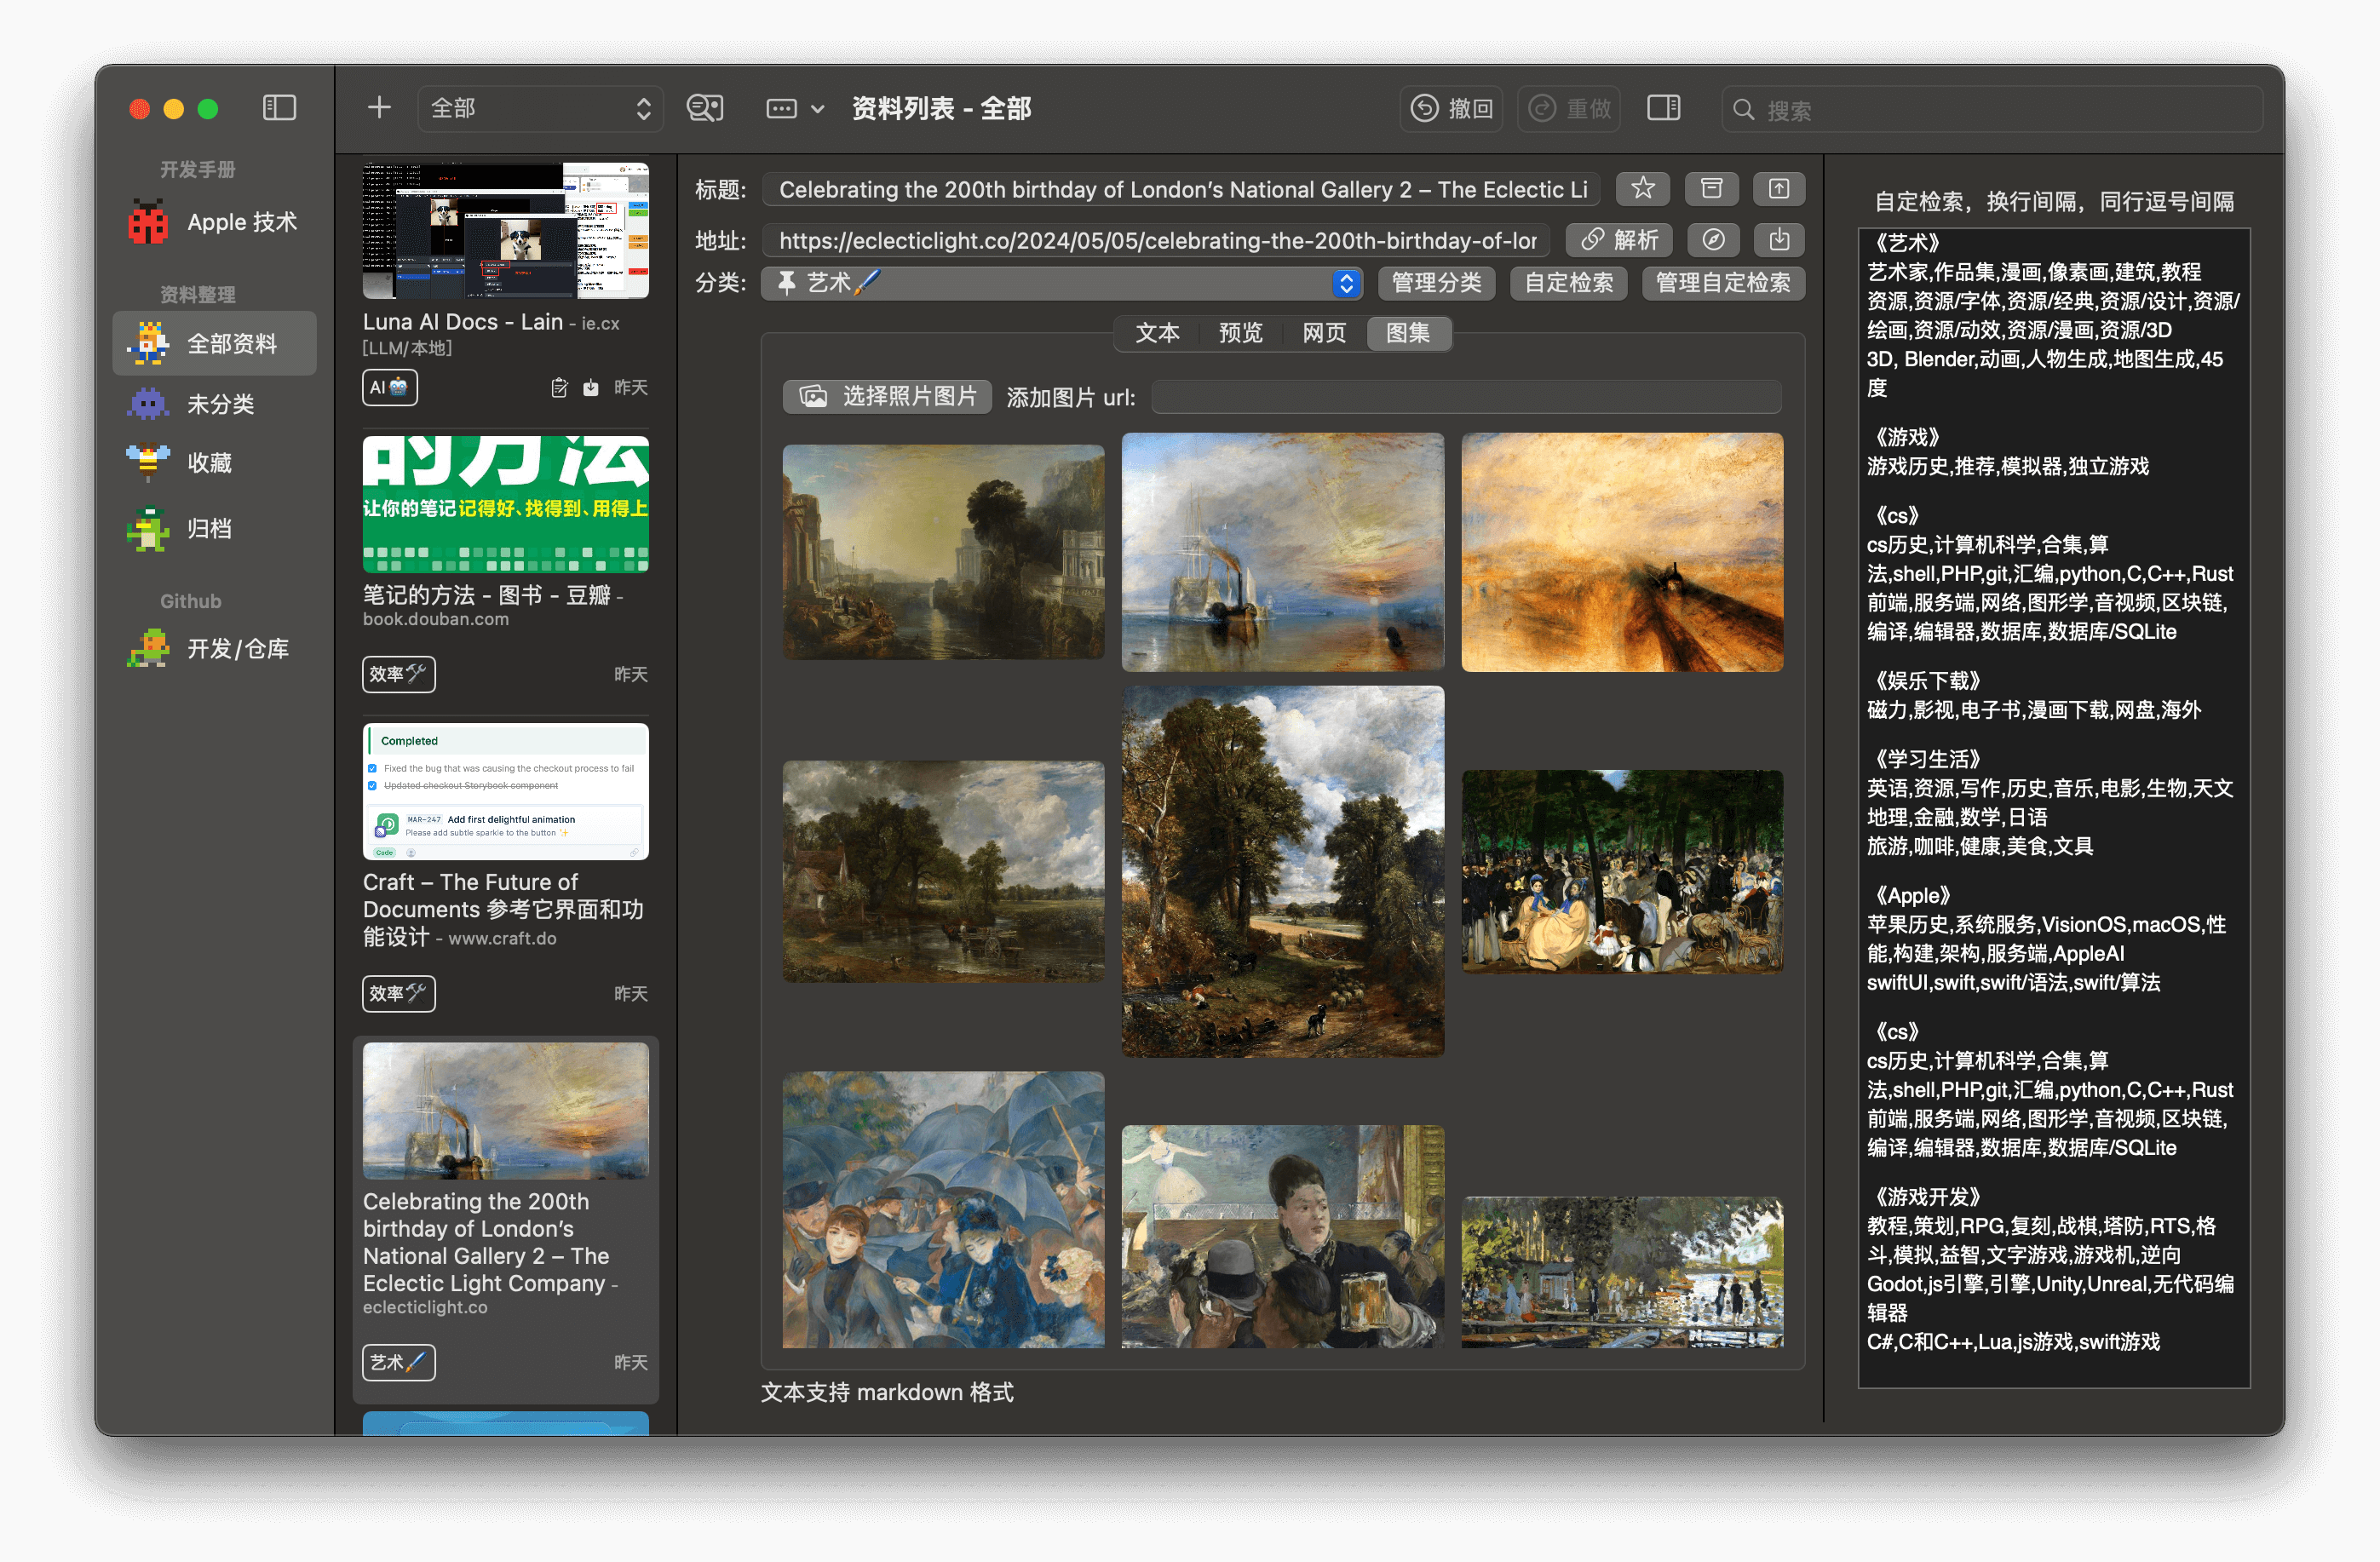 全部
资料列表 - 全部
撤回
重做
搜索
开发手册
Apple 技术
资料整理
全部资料
未分类
收藏
归档
Github
开发/仓库
Luna AI Docs - Lain - ie.cx
[LLM/本地]
AI🤖
昨天
的方法
让你的笔记记得好、找得到、用得上
笔记的方法 - 图书 - 豆瓣 -
book.douban.com
效率🛠
昨天
Completed
Fixed the bug that was causing the checkout process to fail
Updated checkout Storybook component
MAR-247 Add first delightful animation
Please add subtle sparkle to the button ✨
Code
Craft – The Future of
Documents 参考它界面和功
能设计 - www.craft.do
效率🛠
昨天
Celebrating the 200th
birthday of London’s
National Gallery 2 – The
Eclectic Light Company -
eclecticlight.co
艺术🖌️
昨天
标题: Celebrating the 200th birthday of London’s National Gallery 2 – The Eclectic Li
地址: https://eclecticlight.co/2024/05/05/celebrating-the-200th-birthday-of-lor
解析
分类: 📌 艺术🖌️
管理分类
自定检索
管理自定检索
文本 预览 网页 图集
选择照片图片
添加图片 url:
文本支持 markdown 格式
自定检索，换行间隔，同行逗号间隔
《艺术》
艺术家,作品集,漫画,像素画,建筑,教程
资源,资源/字体,资源/经典,资源/设计,资源/
绘画,资源/动效,资源/漫画,资源/3D
3D, Blender,动画,人物生成,地图生成,45
度
《游戏》
游戏历史,推荐,模拟器,独立游戏
《cs》
cs历史,计算机科学,合集,算
法,shell,PHP,git,汇编,python,C,C++,Rust
前端,服务端,网络,图形学,音视频,区块链,
编译,编辑器,数据库,数据库/SQLite
《娱乐下载》
磁力,影视,电子书,漫画下载,网盘,海外
《学习生活》
英语,资源,写作,历史,音乐,电影,生物,天文
地理,金融,数学,日语
旅游,咖啡,健康,美食,文具
《Apple》
苹果历史,系统服务,VisionOS,macOS,性
能,构建,架构,服务端,AppleAI
swiftUI,swift,swift/语法,swift/算法
《cs》
cs历史,计算机科学,合集,算
法,shell,PHP,git,汇编,python,C,C++,Rust
前端,服务端,网络,图形学,音视频,区块链,
编译,编辑器,数据库,数据库/SQLite
《游戏开发》
教程,策划,RPG,复刻,战棋,塔防,RTS,格
斗,模拟,益智,文字游戏,游戏机,逆向
Godot,js引擎,引擎,Unity,Unreal,无代码编
辑器
C#,C和C++,Lua,js游戏,swift游戏